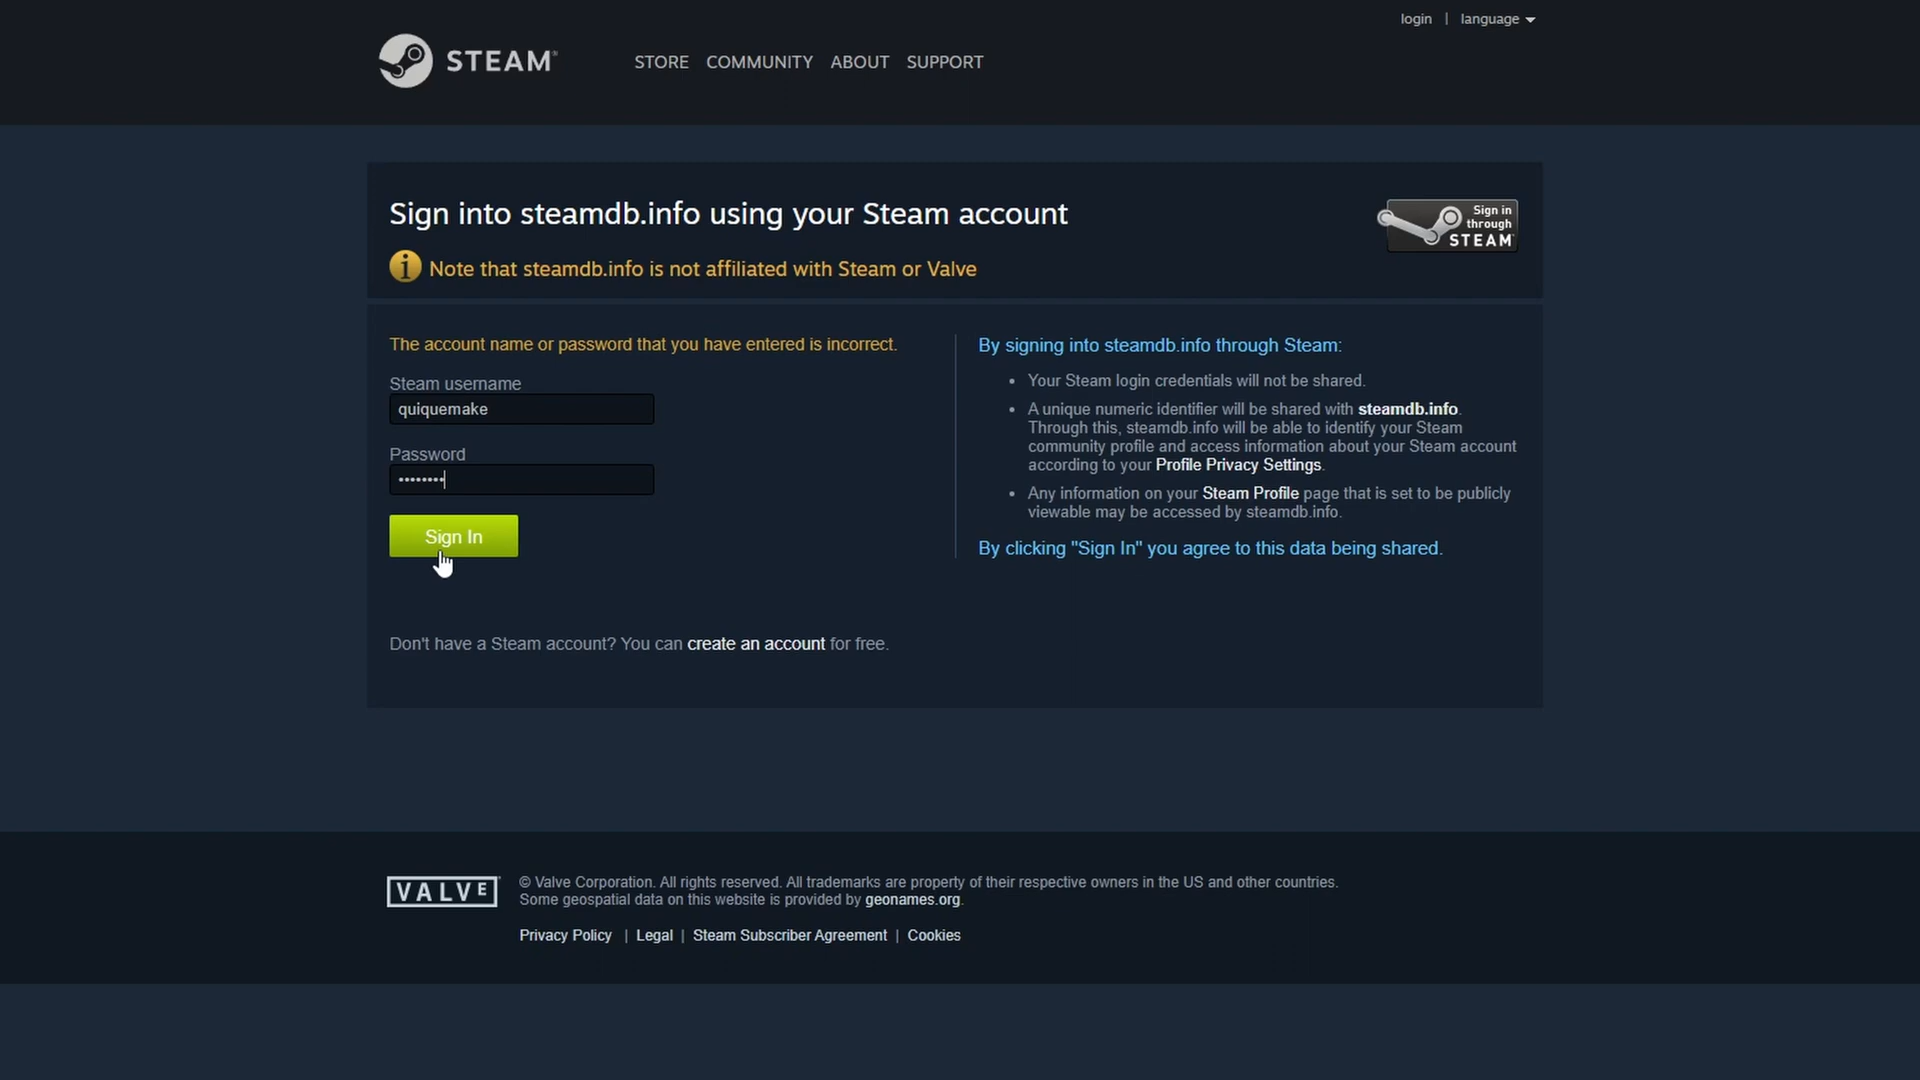 login | language
STEAM
STORE COMMUNITY ABOUT SUPPORT
Sign into steamdb.info using your Steam account
Sign in
through
STEAM
Note that steamdb.info is not affiliated with Steam or Valve
The account name or password that you have entered is incorrect.
Steam username
quiquemake
Password
••••••••
Sign In
By signing into steamdb.info through Steam:
• Your Steam login credentials will not be shared.
• A unique numeric identifier will be shared with steamdb.info.
Through this, steamdb.info will be able to identify your Steam
community profile and access information about your Steam account
according to your Profile Privacy Settings.
• Any information on your Steam Profile page that is set to be publicly
viewable may be accessed by steamdb.info.
By clicking "Sign In" you agree to this data being shared.
Don't have a Steam account? You can create an account for free.
VALVE
© Valve Corporation. All rights reserved. All trademarks are property of their respective owners in the US and other countries.
Some geospatial data on this website is provided by geonames.org.
Privacy Policy | Legal | Steam Subscriber Agreement | Cookies